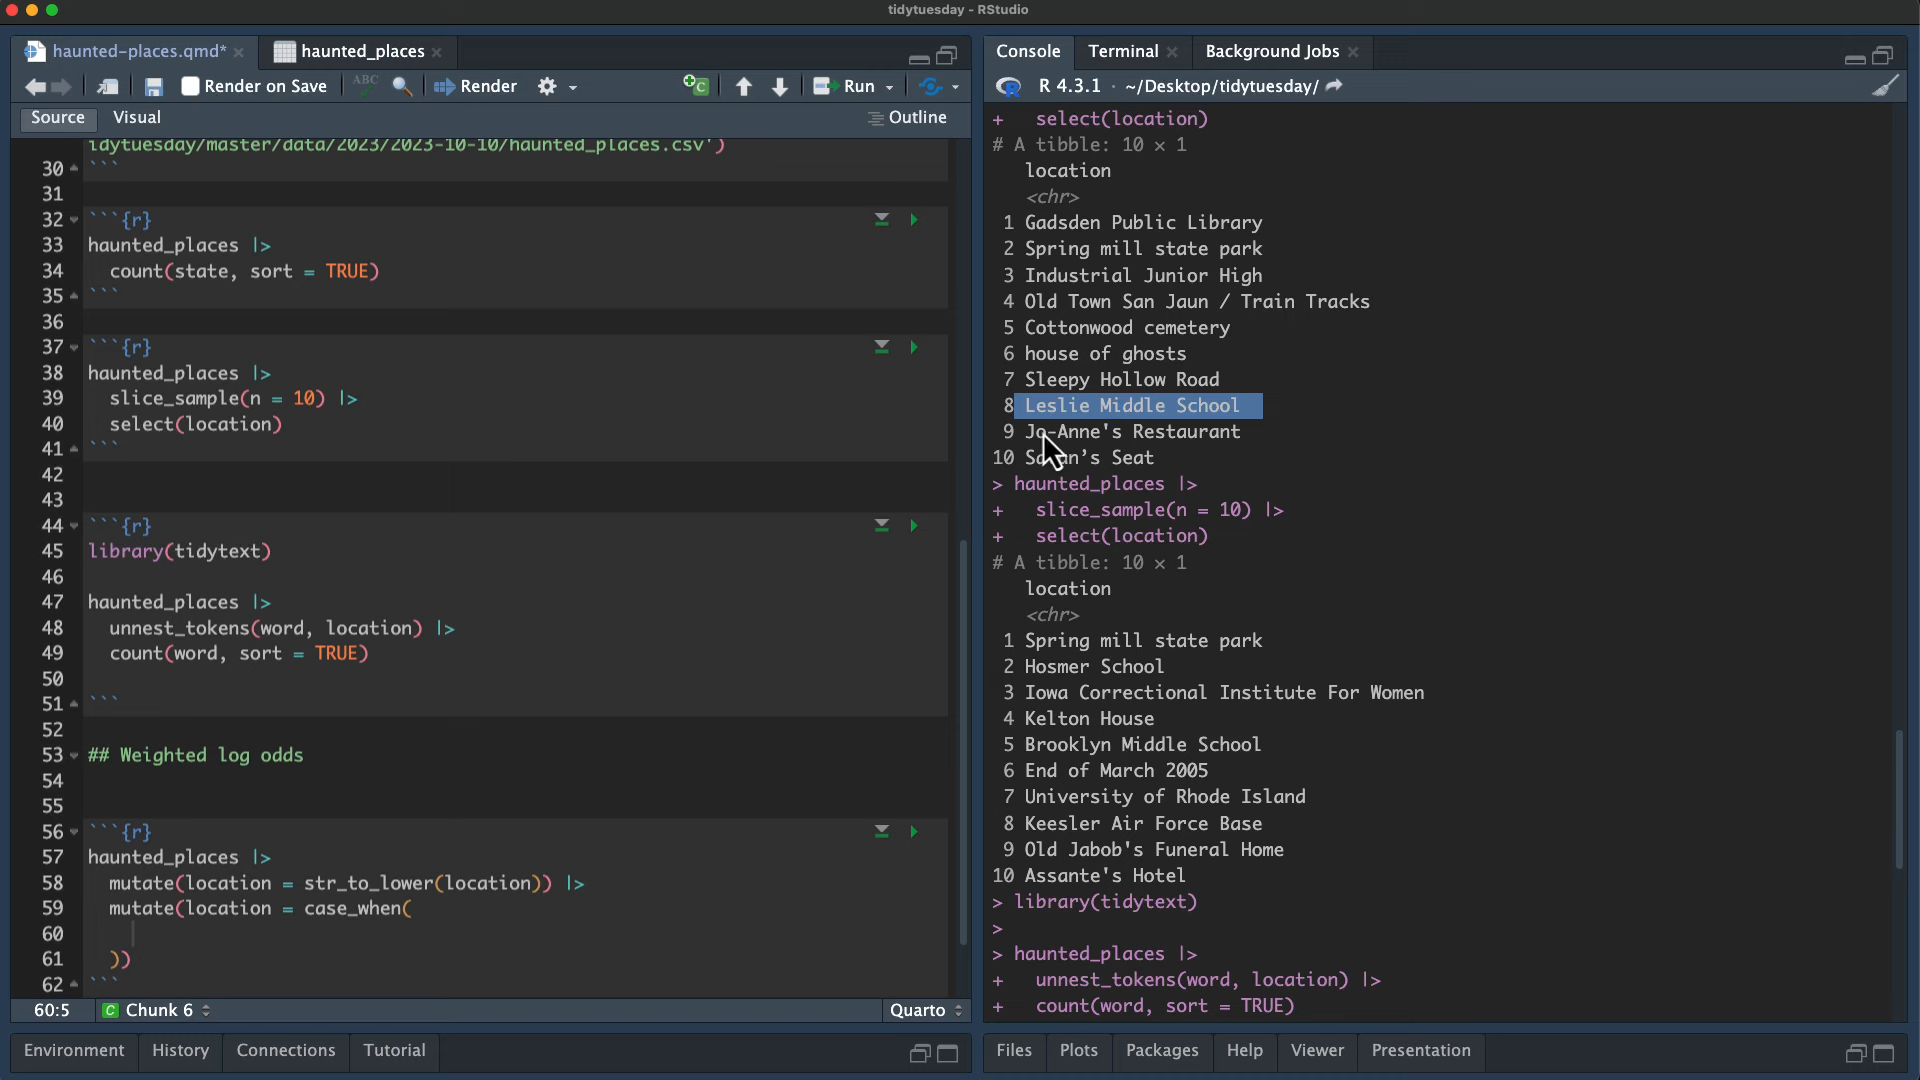 tidytuesday - RStudio
haunted-places.qmd*
haunted_places
Render on Save
ABC
Render
Run
Source
Visual
Outline
idytuesday/master/data/2023/2023-10-10/haunted_places.csv')
30 ```
31
32 ```{r}
33 haunted_places |>
34   count(state, sort = TRUE)
35 ```
36
37 ```{r}
38 haunted_places |>
39   slice_sample(n = 10) |>
40   select(location)
41 ```
42
43
44 ```{r}
45 library(tidytext)
46
47 haunted_places |>
48   unnest_tokens(word, location) |>
49   count(word, sort = TRUE)
50
51 ```
52
53 ## Weighted log odds
54
55
56 ```{r}
57 haunted_places |>
58   mutate(location = str_to_lower(location)) |>
59   mutate(location = case_when(
60
61   ))
62 ```
60:5
C Chunk 6
Quarto
Environment
History
Connections
Tutorial
Console
Terminal
Background Jobs
R 4.3.1 · ~/Desktop/tidytuesday/
+   select(location)
# A tibble: 10 × 1
location
<chr>
1 Gadsden Public Library
2 Spring mill state park
3 Industrial Junior High
4 Old Town San Jaun / Train Tracks
5 Cottonwood cemetery
6 house of ghosts
7 Sleepy Hollow Road
8 Leslie Middle School
9 Jo-Anne's Restaurant
10 Satan’s Seat
> haunted_places |>
+   slice_sample(n = 10) |>
+   select(location)
# A tibble: 10 × 1
location
<chr>
1 Spring mill state park
2 Hosmer School
3 Iowa Correctional Institute For Women
4 Kelton House
5 Brooklyn Middle School
6 End of March 2005
7 University of Rhode Island
8 Keesler Air Force Base
9 Old Jabob's Funeral Home
10 Assante's Hotel
> library(tidytext)
>
> haunted_places |>
+   unnest_tokens(word, location) |>
+   count(word, sort = TRUE)
Files
Plots
Packages
Help
Viewer
Presentation